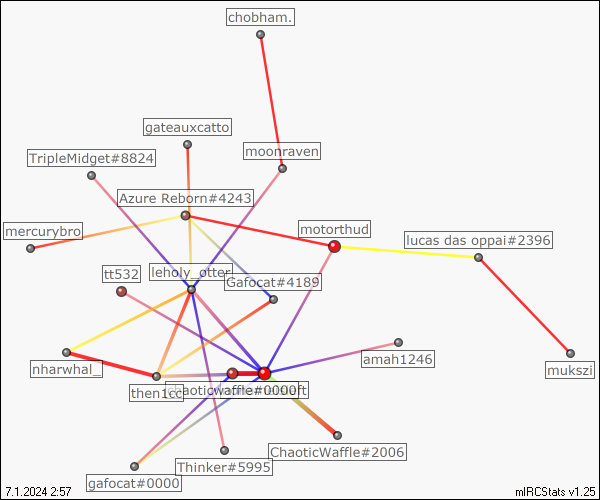 chobham.
gateauxcatto
moonraven
TripleMidget#8824
Azure Reborn#4243
mercurybro
motorthud
lucas das oppai#2396
tt532
leholy_otter
Gafocat#4189
amah1246
nharwhal_
mukszi
then1cc
chaoticwaffle#0000
ChaoticWaffle#2006
Thinker#5995
gafocat#0000
7.1.2024 2:57
mIRCStats v1.25